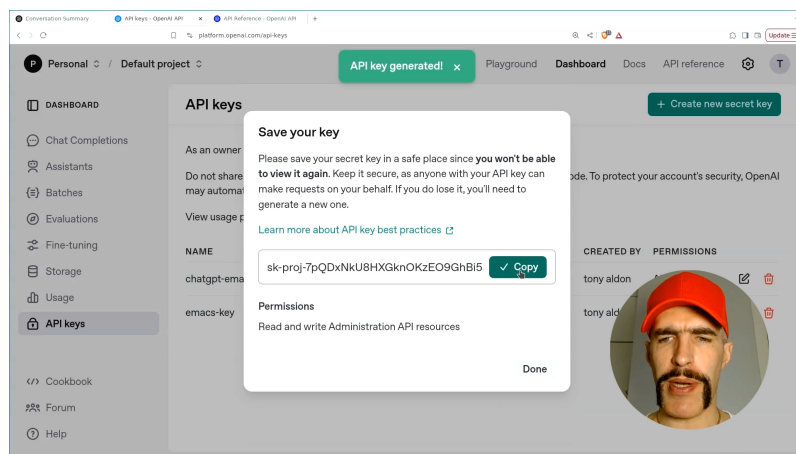 Conversation Summary
API keys - OpenAI API
API Reference - OpenAI API
platform.openai.com/api-keys
Update
P Personal / Default project
API key generated!
Playground
Dashboard
Docs
API reference
T
DASHBOARD
Chat Completions
Assistants
Batches
Evaluations
Fine-tuning
Storage
Usage
API keys
Cookbook
Forum
Help
API keys
+ Create new secret key
As an owner
Do not share
ode. To protect your account's security, OpenAI
may automat
View usage p
NAME
CREATED BY
PERMISSIONS
chatgpt-ema
tony aldon
emacs-key
tony ald
Save your key
Please save your secret key in a safe place since you won't be able
to view it again. Keep it secure, as anyone with your API key can
make requests on your behalf. If you do lose it, you'll need to
generate a new one.
Learn more about API key best practices
sk-proj-7pQDxNkU8HXGknOKzEO9GhBi5
Copy
Permissions
Read and write Administration API resources
Done